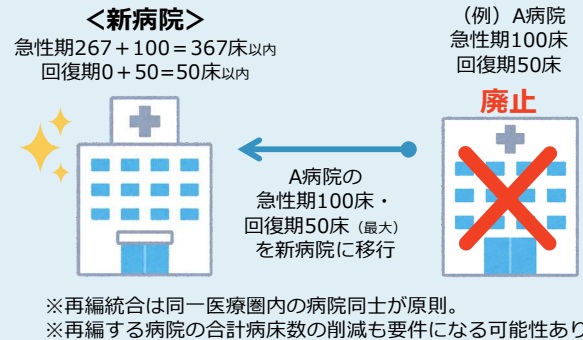 ＜新病院＞
急性期267＋100＝367床以内
回復期0＋50＝50床以内
（例）A病院
急性期100床
回復期50床
廃止
A病院の
急性期100床・
回復期50床（最大）
を新病院に移行
※再編統合は同一医療圏内の病院同士が原則。
※再編する病院の合計病床数の削減も要件になる可能性あり